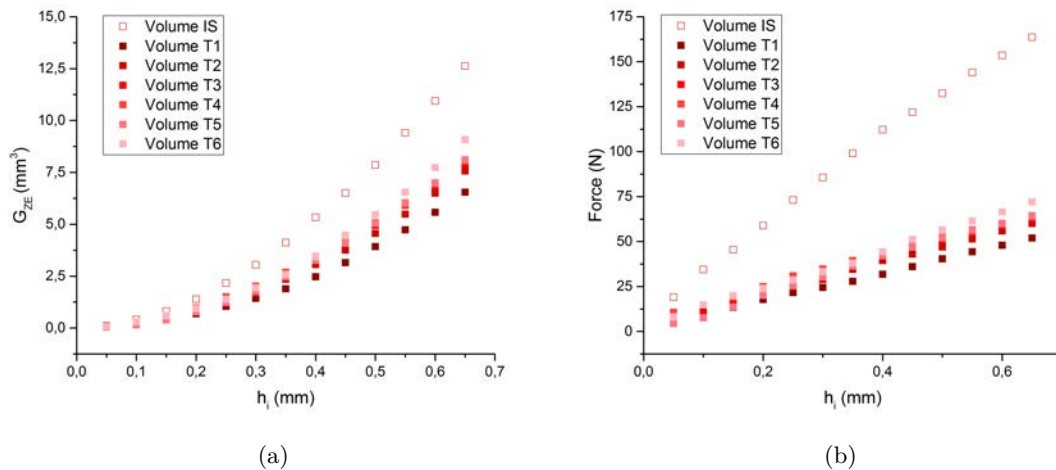 15,0
12,5
10,0
7,5
5,0
2,5
0,0
G_ZE (mm³)
Volume IS
Volume T1
Volume T2
Volume T3
Volume T4
Volume T5
Volume T6
0,0 0,1 0,2 0,3 0,4 0,5 0,6 0,7
h_i (mm)
(a)
175
150
125
100
75
50
25
0
Force (N)
Volume IS
Volume T1
Volume T2
Volume T3
Volume T4
Volume T5
Volume T6
0,0 0,2 0,4 0,6
h_i (mm)
(b)